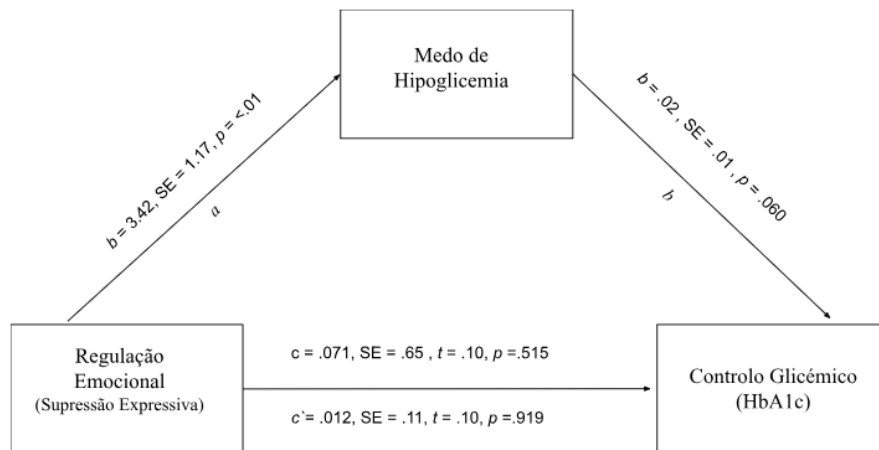 Medo de
Hipoglicemia
b = 3.42, SE = 1.17, p = <.01
a
b = .02 , SE = .01 , p = .060
b
Regulação
Emocional
(Supressão Expressiva)
c = .071, SE = .65 , t = .10, p =.515
c`= .012, SE = .11, t = .10, p =.919
Controlo Glicémico
(HbA1c)